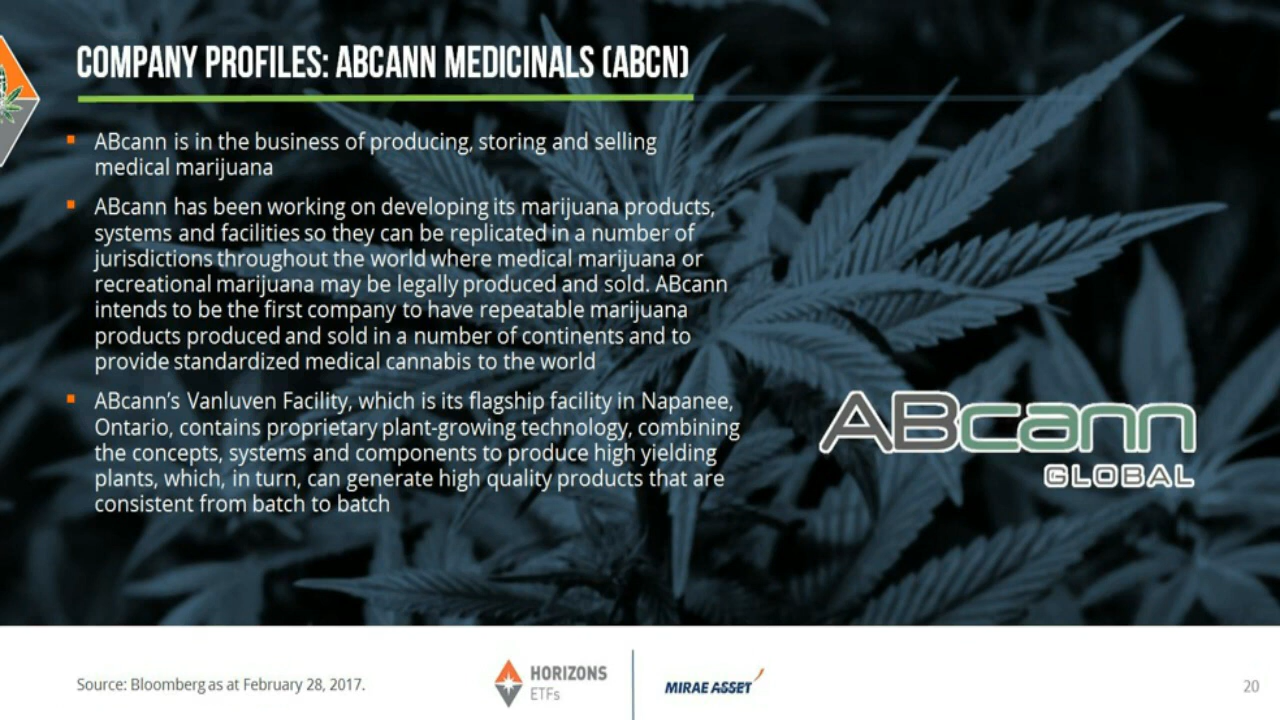 COMPANY PROFILES: ABCANN MEDICINALS (ABCN)
ABcann is in the business of producing, storing and selling
medical marijuana
ABcann has been working on developing its marijuana products,
systems and facilities so they can be replicated in a number of
jurisdictions throughout the world where medical marijuana or
recreational marijuana may be legally produced and sold. ABcann
intends to be the first company to have repeatable marijuana
products produced and sold in a number of continents and to
provide standardized medical cannabis to the world
ABcann's Vanluven Facility, which is its flagship facility in Napanee,
Ontario, contains proprietary plant-growing technology, combining
the concepts, systems and components to produce high yielding
plants, which, in turn, can generate high quality products that are
consistent from batch to batch
ABcann
GLOBAL
Source: Bloomberg as at February 28, 2017.
HORIZONS
ETFs
MIRAE ASSET
20